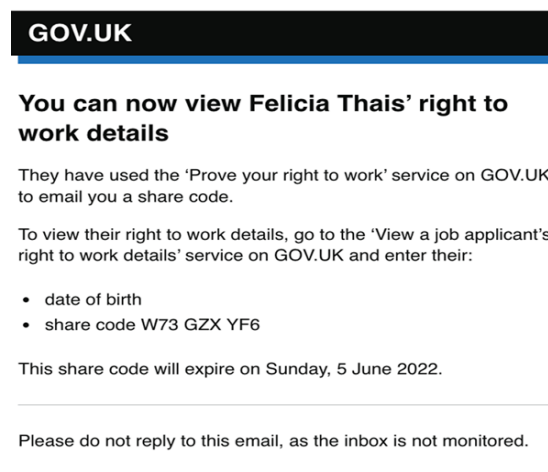 GOV.UK
You can now view Felicia Thais’ right to
work details
They have used the ‘Prove your right to work’ service on GOV.UK
to email you a share code.
To view their right to work details, go to the ‘View a job applicant’s
right to work details’ service on GOV.UK and enter their:
• date of birth
• share code W73 GZX YF6
This share code will expire on Sunday, 5 June 2022.
Please do not reply to this email, as the inbox is not monitored.